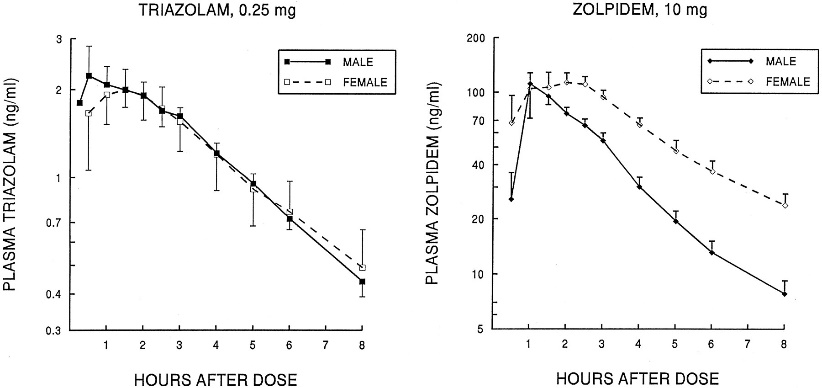 TRIAZOLAM, 0.25 mg
PLASMA TRIAZOLAM (ng/ml)
3
2
1
0.7
0.4
0.3
MALE
FEMALE
1 2 3 4 5 6 8
HOURS AFTER DOSE
ZOLPIDEM, 10 mg
PLASMA ZOLPIDEM (ng/ml)
200
100
70
40
20
10
5
MALE
FEMALE
1 2 3 4 5 6 8
HOURS AFTER DOSE